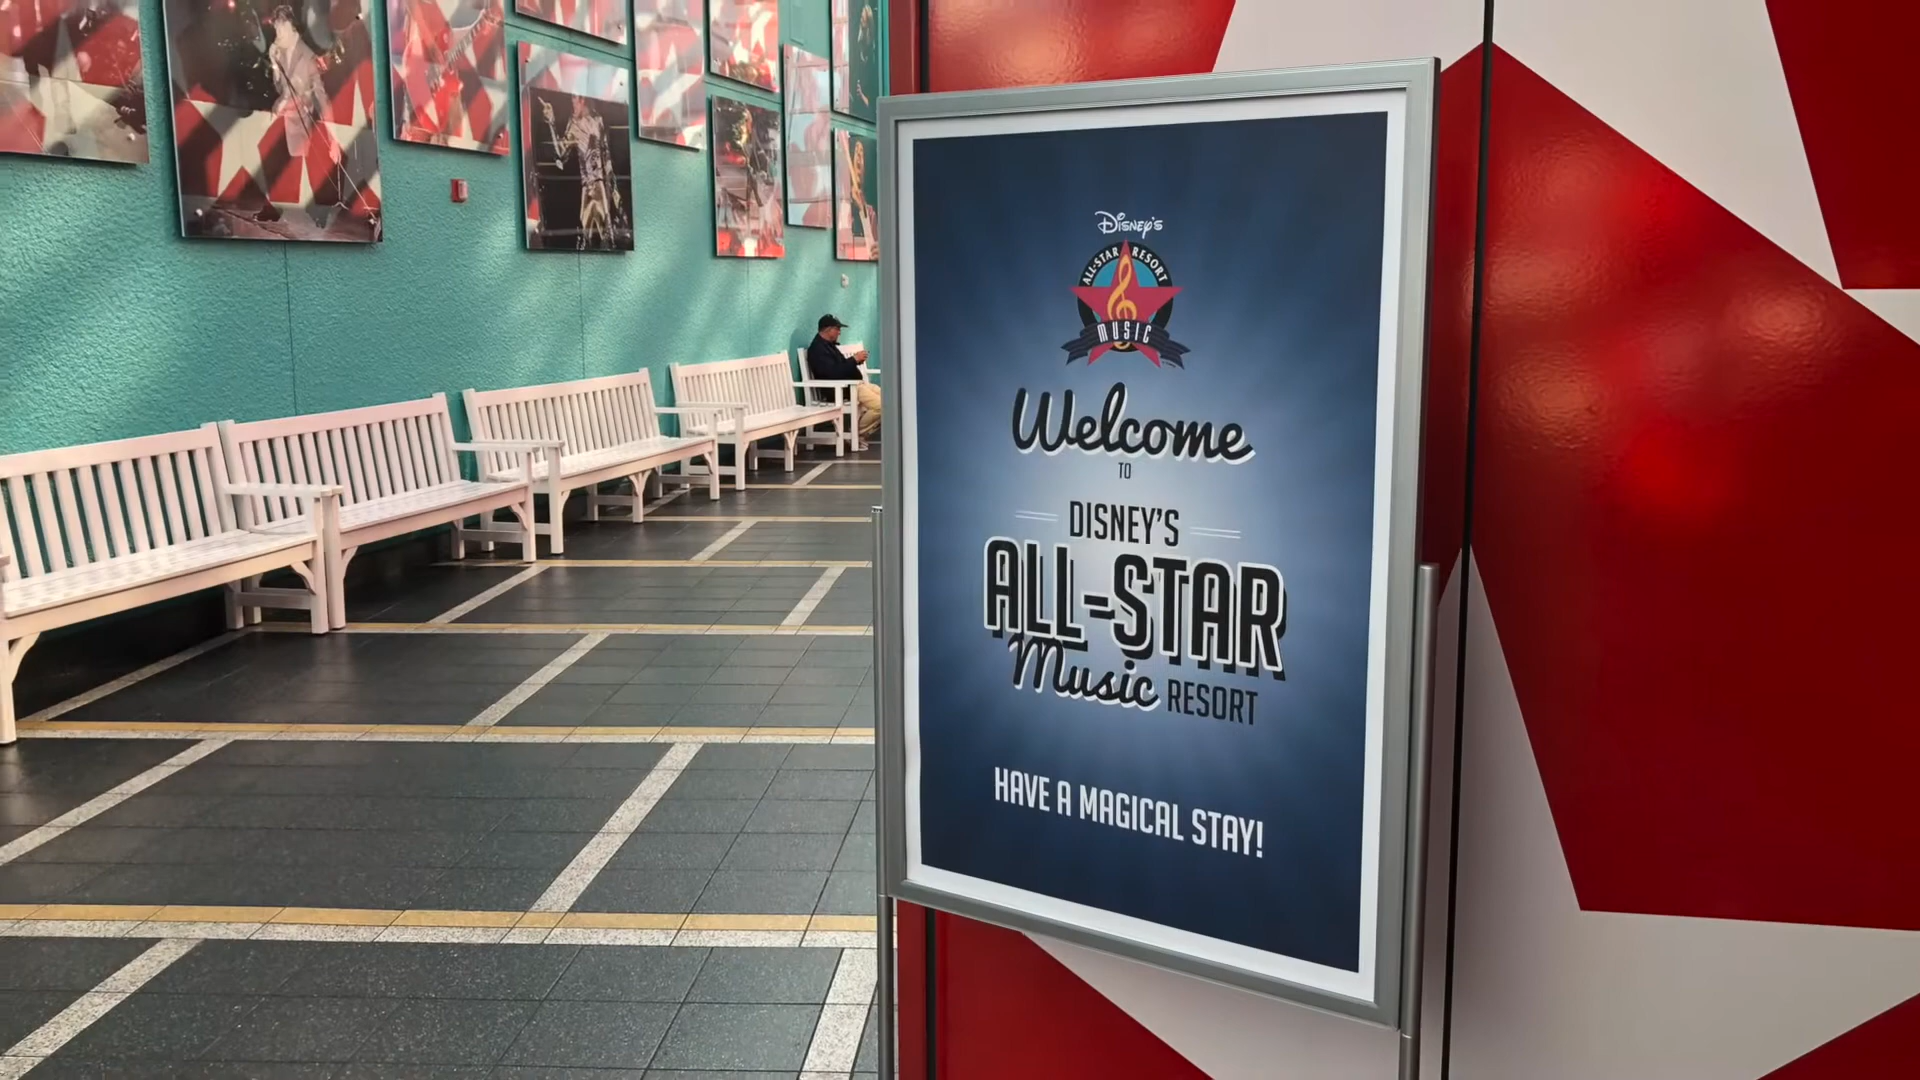 Disney's
ALL-STAR RESORT
MUSIC
Welcome
TO
DISNEY'S
ALL-STAR
Music RESORT
HAVE A MAGICAL STAY!